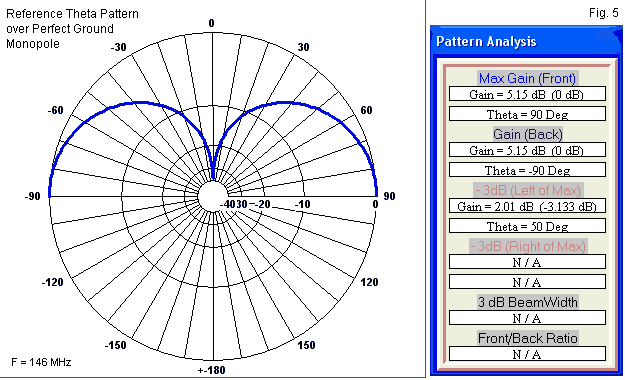 Reference Theta Pattern
over Perfect Ground
Monopole
0
-30
30
-60
60
-90
90
-40
-30
-20
-10
0
-120
120
-150
150
+-180
F = 146 MHz
Fig. 5
Pattern Analysis
Max Gain (Front)
Gain = 5.15 dB (0 dB)
Theta = 90 Deg
Gain (Back)
Gain = 5.15 dB (0 dB)
Theta = -90 Deg
-3dB (Left of Max)
Gain = 2.01 dB (-3.133 dB)
Theta = 50 Deg
-3dB (Right of Max)
N / A
N / A
3 dB BeamWidth
N / A
Front/Back Ratio
N / A